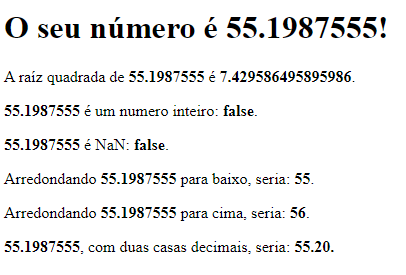 O seu número é 55.1987555!
A raíz quadrada de 55.1987555 é 7.429586495895986.
55.1987555 é um numero inteiro: false.
55.1987555 é NaN: false.
Arredondando 55.1987555 para baixo, seria: 55.
Arredondando 55.1987555 para cima, seria: 56.
55.1987555, com duas casas decimais, seria: 55.20.